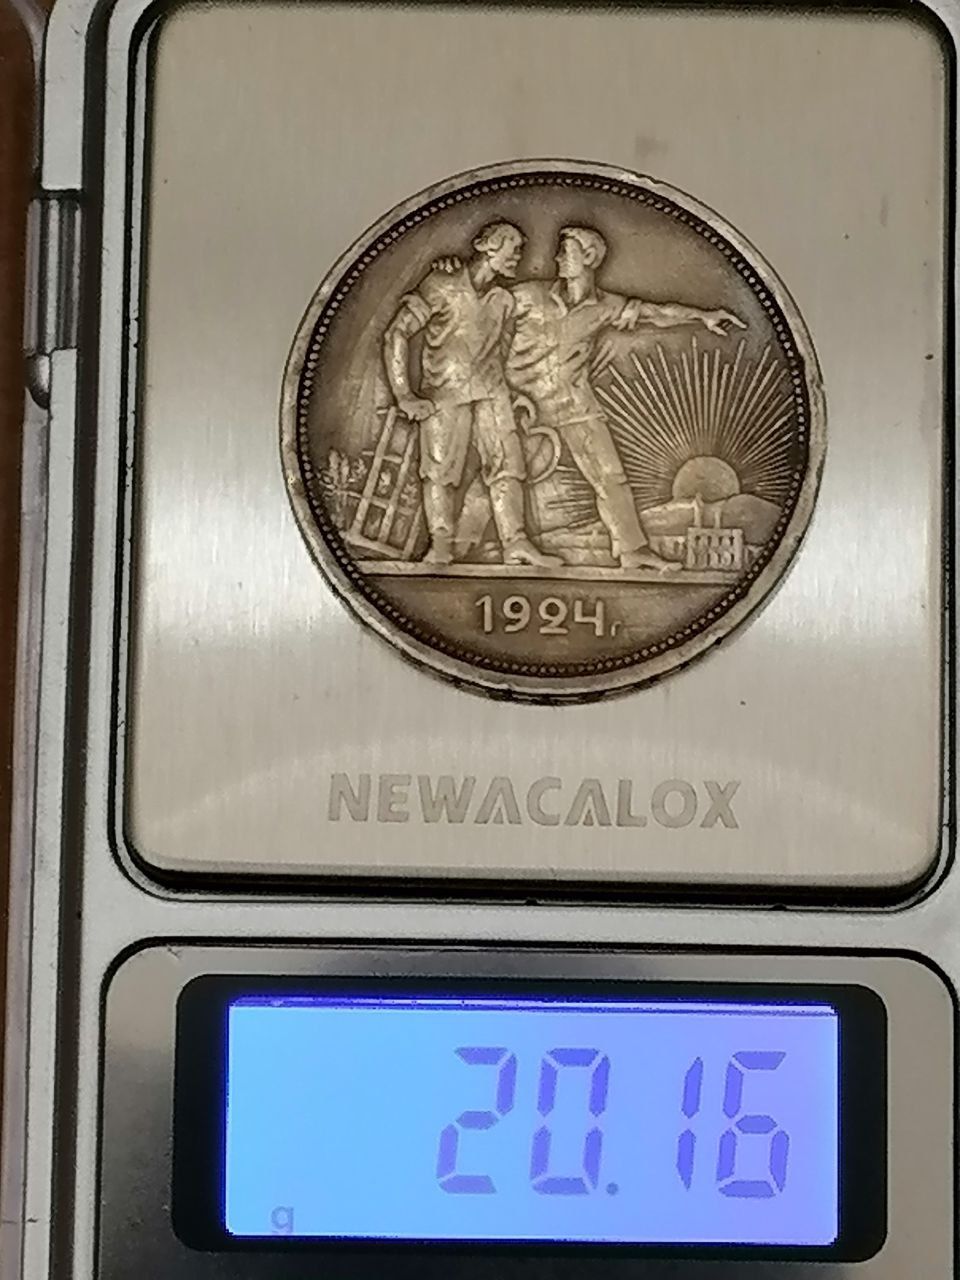 1924г.
NEWACALOX
20.16
g